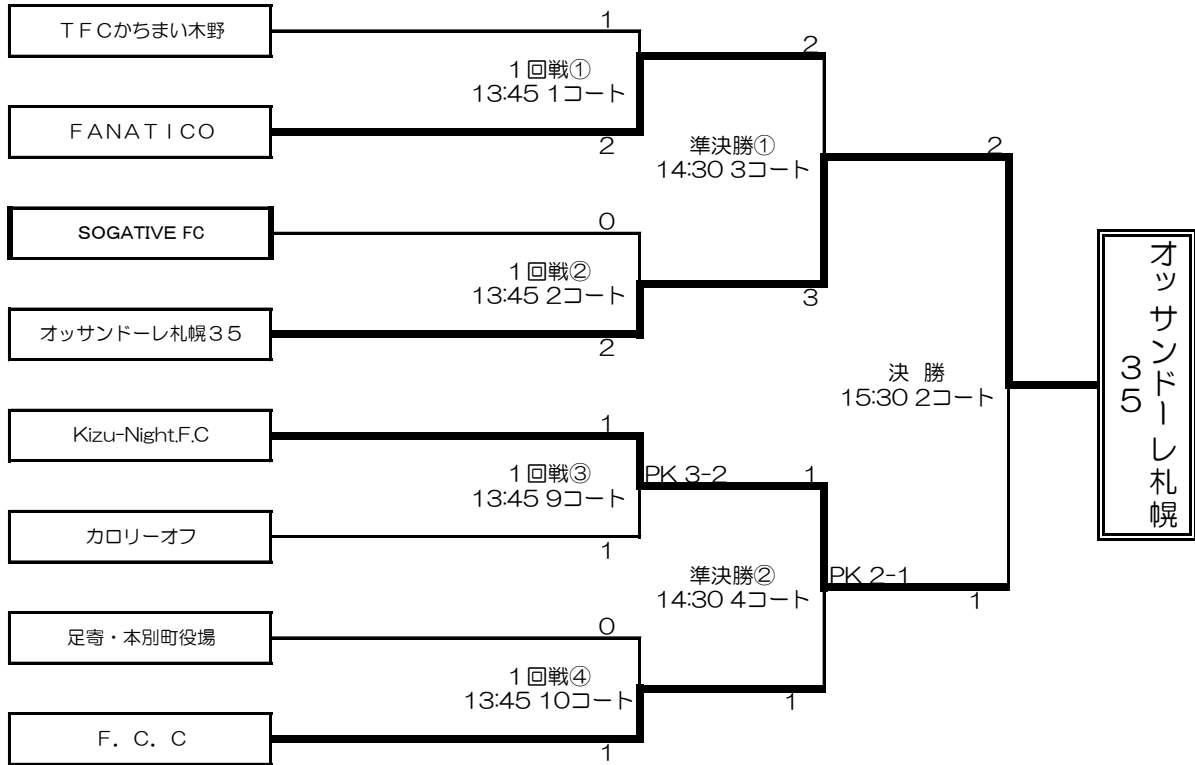 ＴＦＣかちまい木野
1
1回戦①
13:45 1コート
2
ＦＡＮＡＴＩＣＯ
2
準決勝①
14:30 3コート
2
SOGATIVE FC
0
1回戦②
13:45 2コート
3
オッサンドーレ札幌３５
2
決 勝
15:30 2コート
オッサンドーレ札幌
３５
Kizu-Night.F.C
1
1回戦③
13:45 9コート
PK 3-2
1
カロリーオフ
1
準決勝②
14:30 4コート
PK 2-1
1
足寄・本別町役場
0
1回戦④
13:45 10コート
1
Ｆ．Ｃ．Ｃ
1